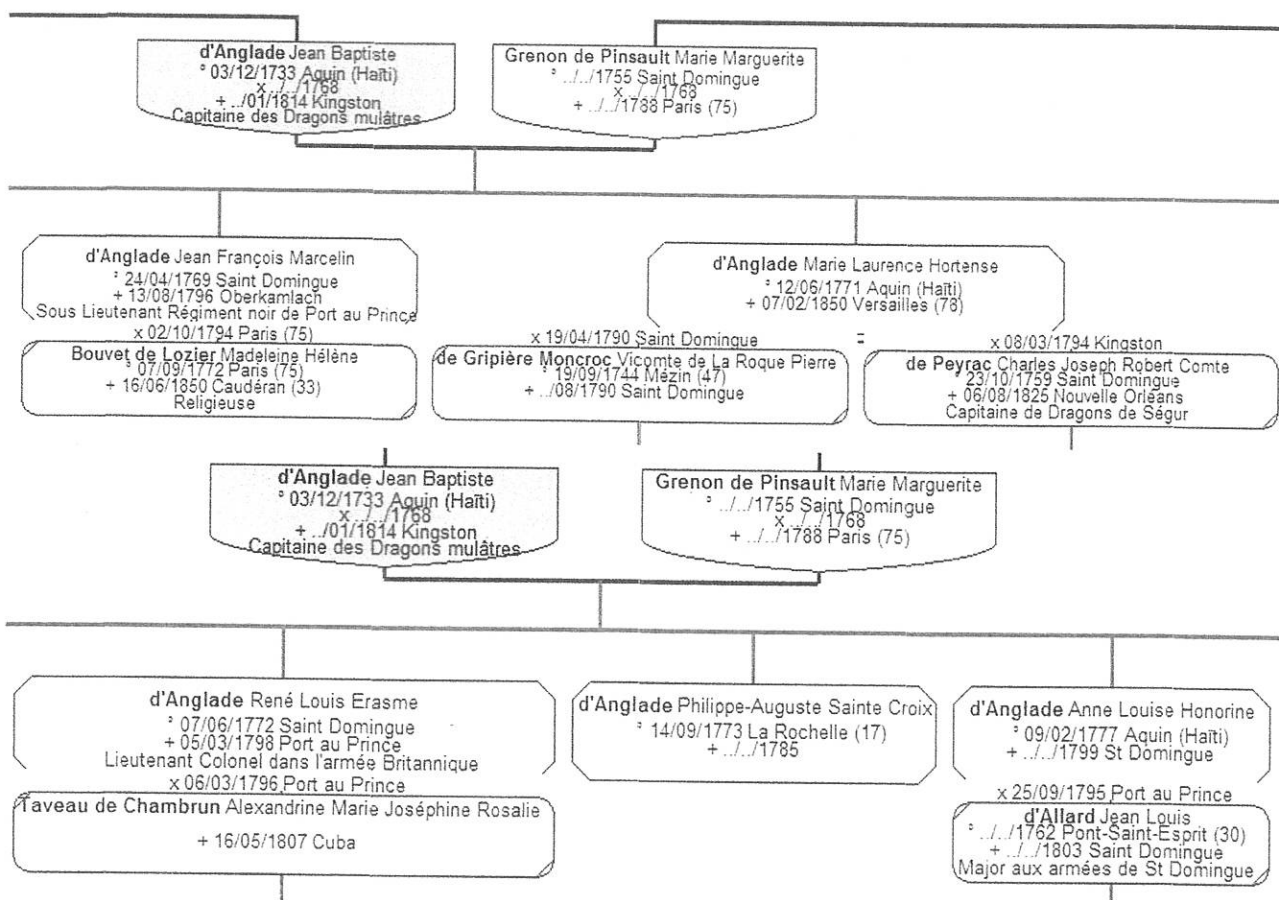 d'Anglade Jean Baptiste
° 03/12/1733 Aquin (Haïti)
x ../../1768
+ ../01/1814 Kingston
Capitaine des Dragons mulâtres
Grenon de Pinsault Marie Marguerite
° ../../1755 Saint Domingue
x ../../1768
+ ../../1788 Paris (75)
d'Anglade Jean François Marcelin
° 24/04/1769 Saint Domingue
+ 13/08/1796 Oberkamlach
Sous Lieutenant Régiment noir de Port au Prince
x 02/10/1794 Paris (75)
Bouvet de Lozier Madeleine Hélène
° 07/09/1772 Paris (75)
+ 16/06/1850 Caudéran (33)
Religieuse
d'Anglade Marie Laurence Hortense
° 12/06/1771 Aquin (Haïti)
+ 07/02/1850 Versailles (78)
x 19/04/1790 Saint Domingue
=
x 08/03/1794 Kingston
de Gripière Moncroc Vicomte de La Roque Pierre
° 19/09/1744 Mézin (47)
+ ../08/1790 Saint Domingue
de Peyrac Charles Joseph Robert Comte
° 23/10/1759 Saint Domingue
+ 06/08/1825 Nouvelle Orléans
Capitaine de Dragons de Ségur
d'Anglade Jean Baptiste
° 03/12/1733 Aquin (Haïti)
x ../../1768
+ ../01/1814 Kingston
Capitaine des Dragons mulâtres
Grenon de Pinsault Marie Marguerite
° ../../1755 Saint Domingue
x ../../1768
+ ../../1788 Paris (75)
d'Anglade René Louis Erasme
° 07/06/1772 Saint Domingue
+ 05/03/1798 Port au Prince
Lieutenant Colonel dans l'armée Britannique
x 06/03/1796 Port au Prince
Taveau de Chambrun Alexandrine Marie Joséphine Rosalie
+ 16/05/1807 Cuba
d'Anglade Philippe-Auguste Sainte Croix
° 14/09/1773 La Rochelle (17)
+ ../../1785
d'Anglade Anne Louise Honorine
° 09/02/1777 Aquin (Haïti)
+ ../../1799 St Domingue
x 25/09/1795 Port au Prince
d'Allard Jean Louis
° ../../1762 Pont-Saint-Esprit (30)
+ ../../1803 Saint Domingue
Major aux armées de St Domingue